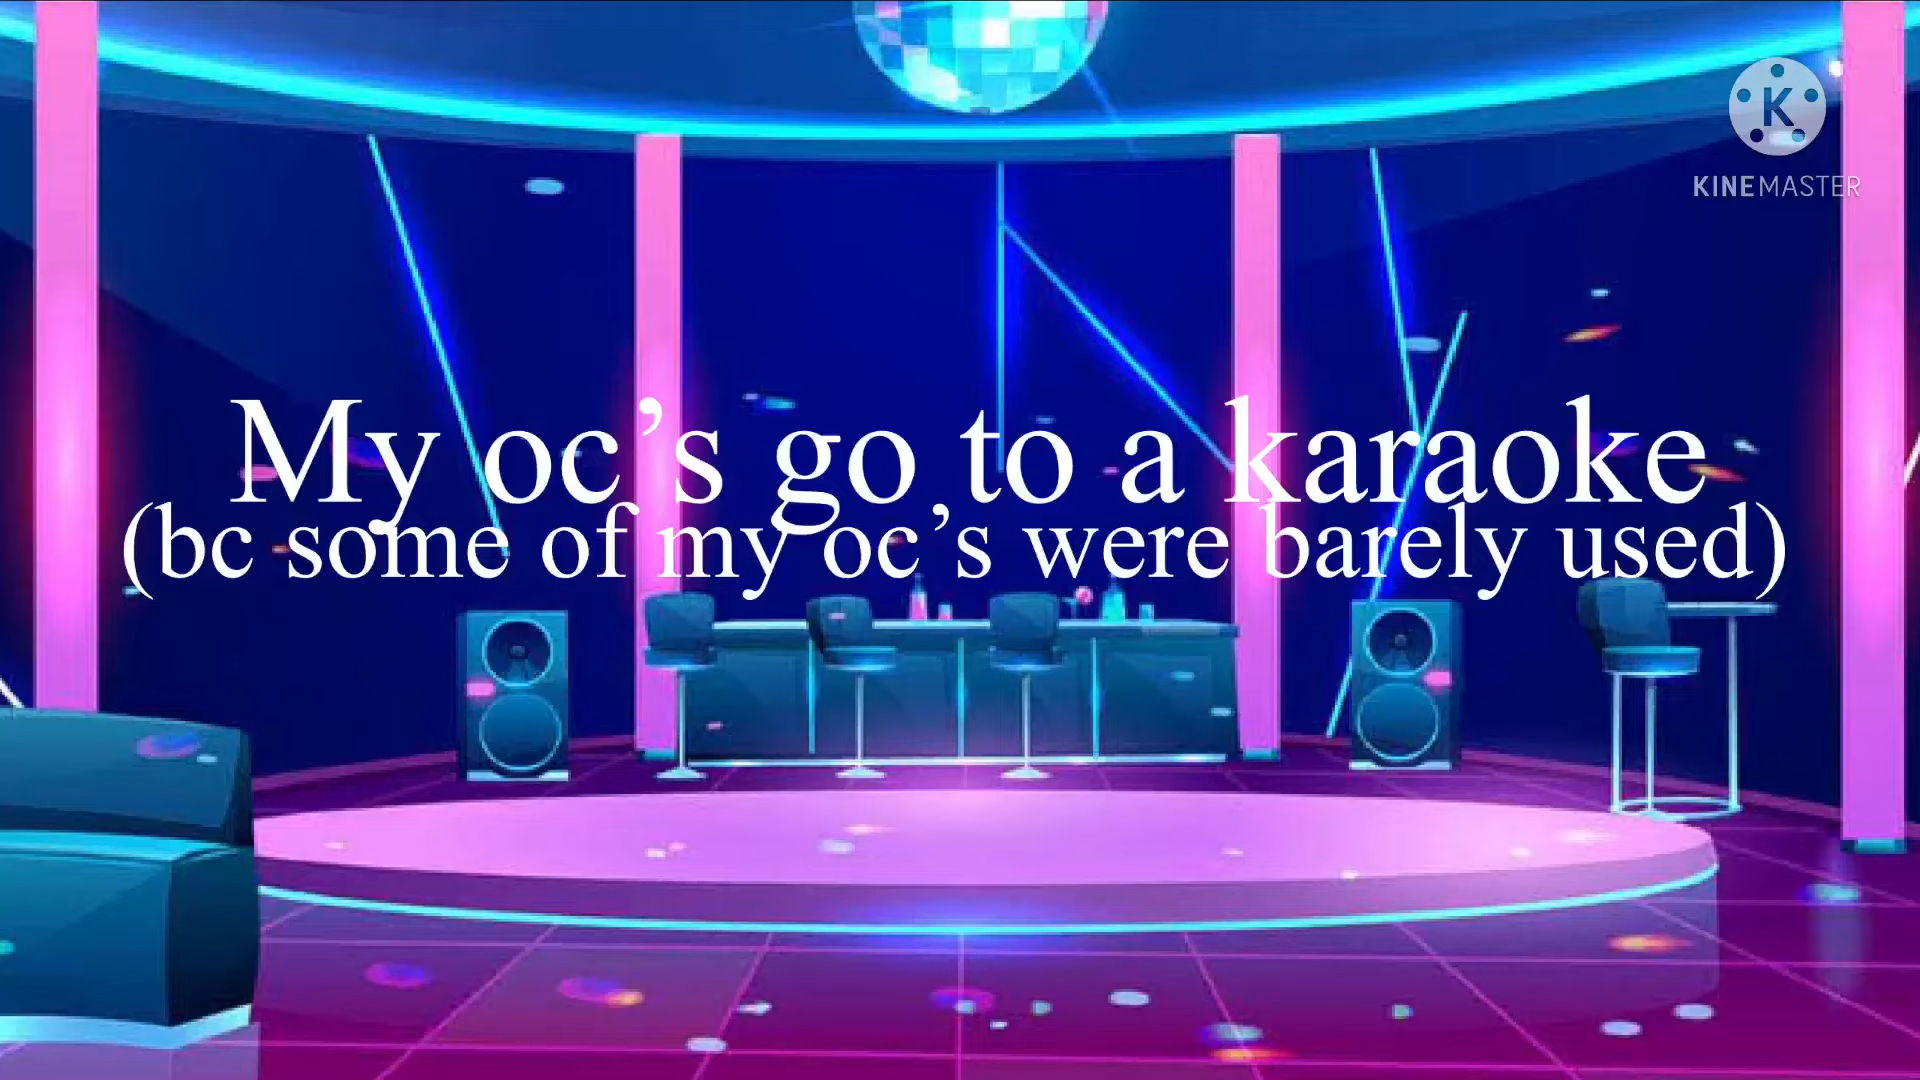 K
KINEMASTER
My oc’s go to a karaoke
(bc some of my oc’s were barely used)